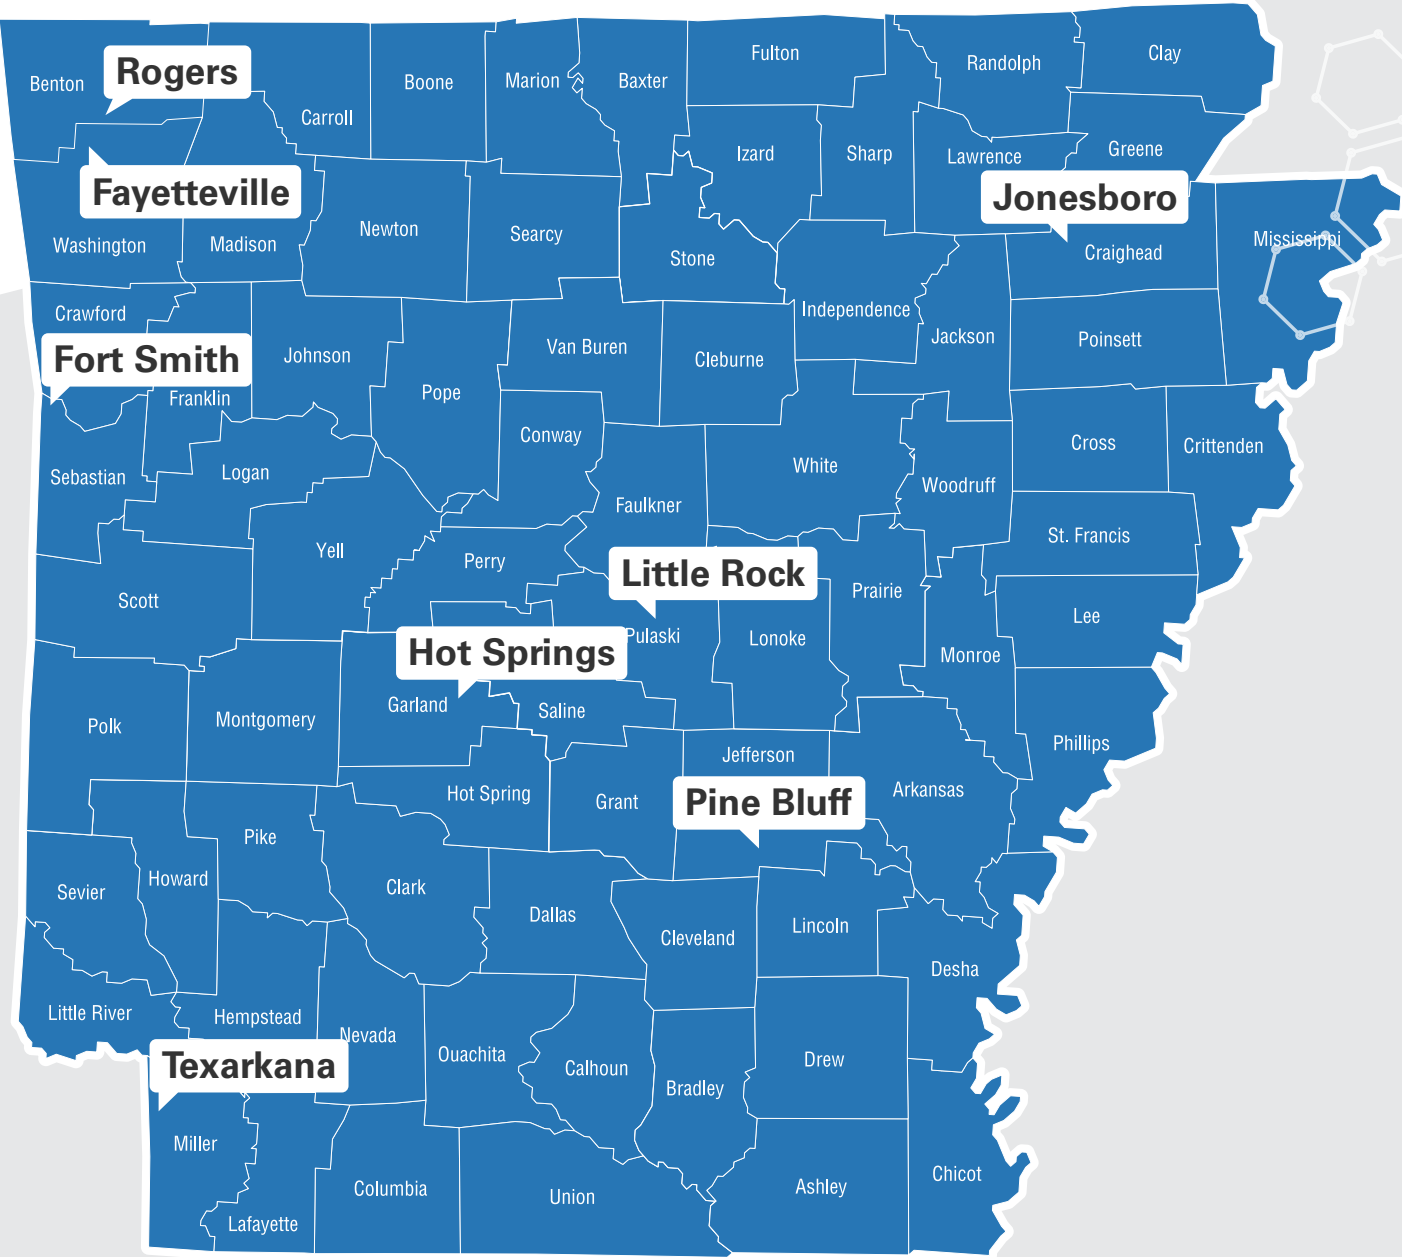 Fulton
Clay
Randolph
Benton
Rogers
Boone
Marion
Baxter
Carroll
Izard
Sharp
Lawrence
Greene
Fayetteville
Jonesboro
Washington
Madison
Newton
Searcy
Stone
Craighead
Mississippi
Crawford
Independence
Jackson
Poinsett
Fort Smith
Johnson
Van Buren
Cleburne
Franklin
Pope
Conway
Cross
Crittenden
Sebastian
Logan
White
Woodruff
Faulkner
St. Francis
Yell
Perry
Little Rock
Prairie
Scott
Lee
Pulaski
Lonoke
Hot Springs
Monroe
Garland
Saline
Polk
Montgomery
Phillips
Jefferson
Hot Spring
Grant
Pine Bluff
Arkansas
Pike
Howard
Sevier
Clark
Dallas
Cleveland
Lincoln
Desha
Little River
Hempstead
Nevada
Ouachita
Calhoun
Drew
Texarkana
Bradley
Miller
Columbia
Union
Ashley
Chicot
Lafayette